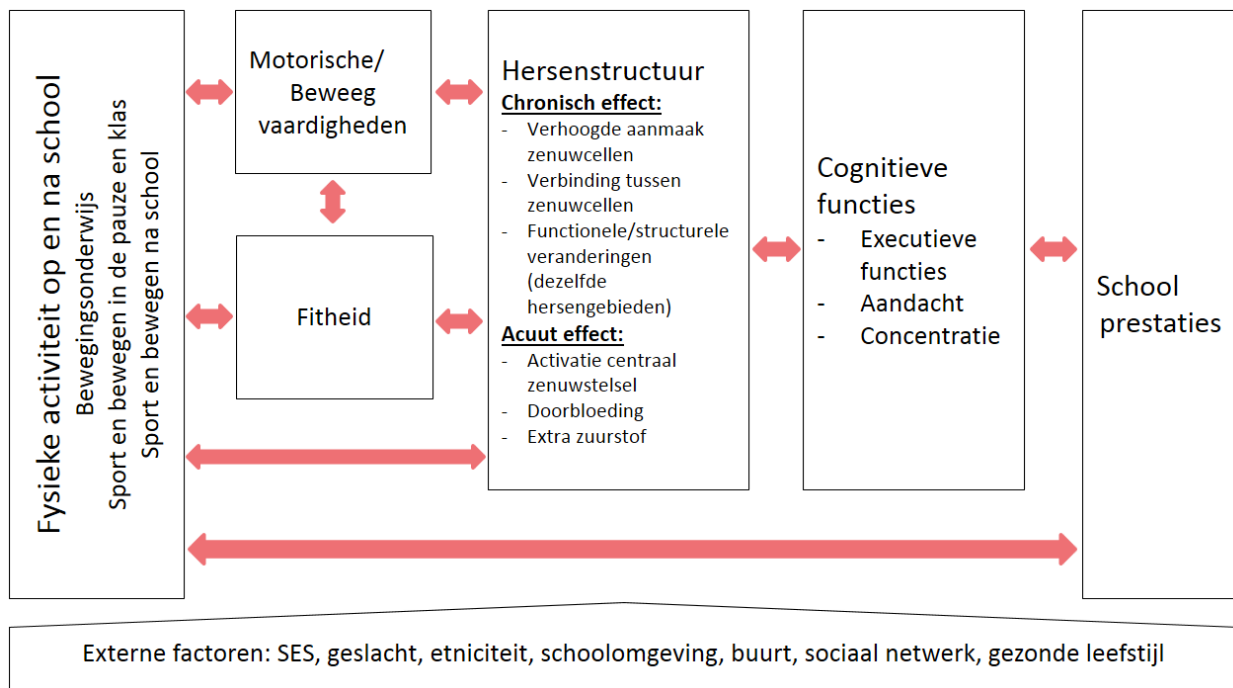 Fysieke activiteit op en na school
Bewegingsonderwijs
Sport en bewegen in de pauze en klas
Sport en bewegen na school
Motorische/
Beweeg
vaardigheden
Fitheid
Hersenstructuur
Chronisch effect:
- Verhoogde aanmaak
zenuwcellen
- Verbinding tussen
zenuwcellen
- Functionele/structurele
veranderingen
(dezelfde
hersengebieden)
Acuut effect:
- Activatie centraal
zenuwstelsel
- Doorbloeding
- Extra zuurstof
Cognitieve
functies
- Executieve
functies
- Aandacht
- Concentratie
School
prestaties
Externe factoren: SES, geslacht, etniciteit, schoolomgeving, buurt, sociaal netwerk, gezonde leefstijl